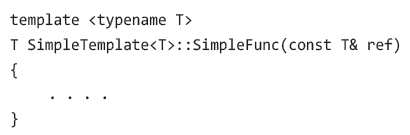 template <typename T>
T SimpleTemplate<T>::SimpleFunc(const T& ref)
{
    . . . .
}